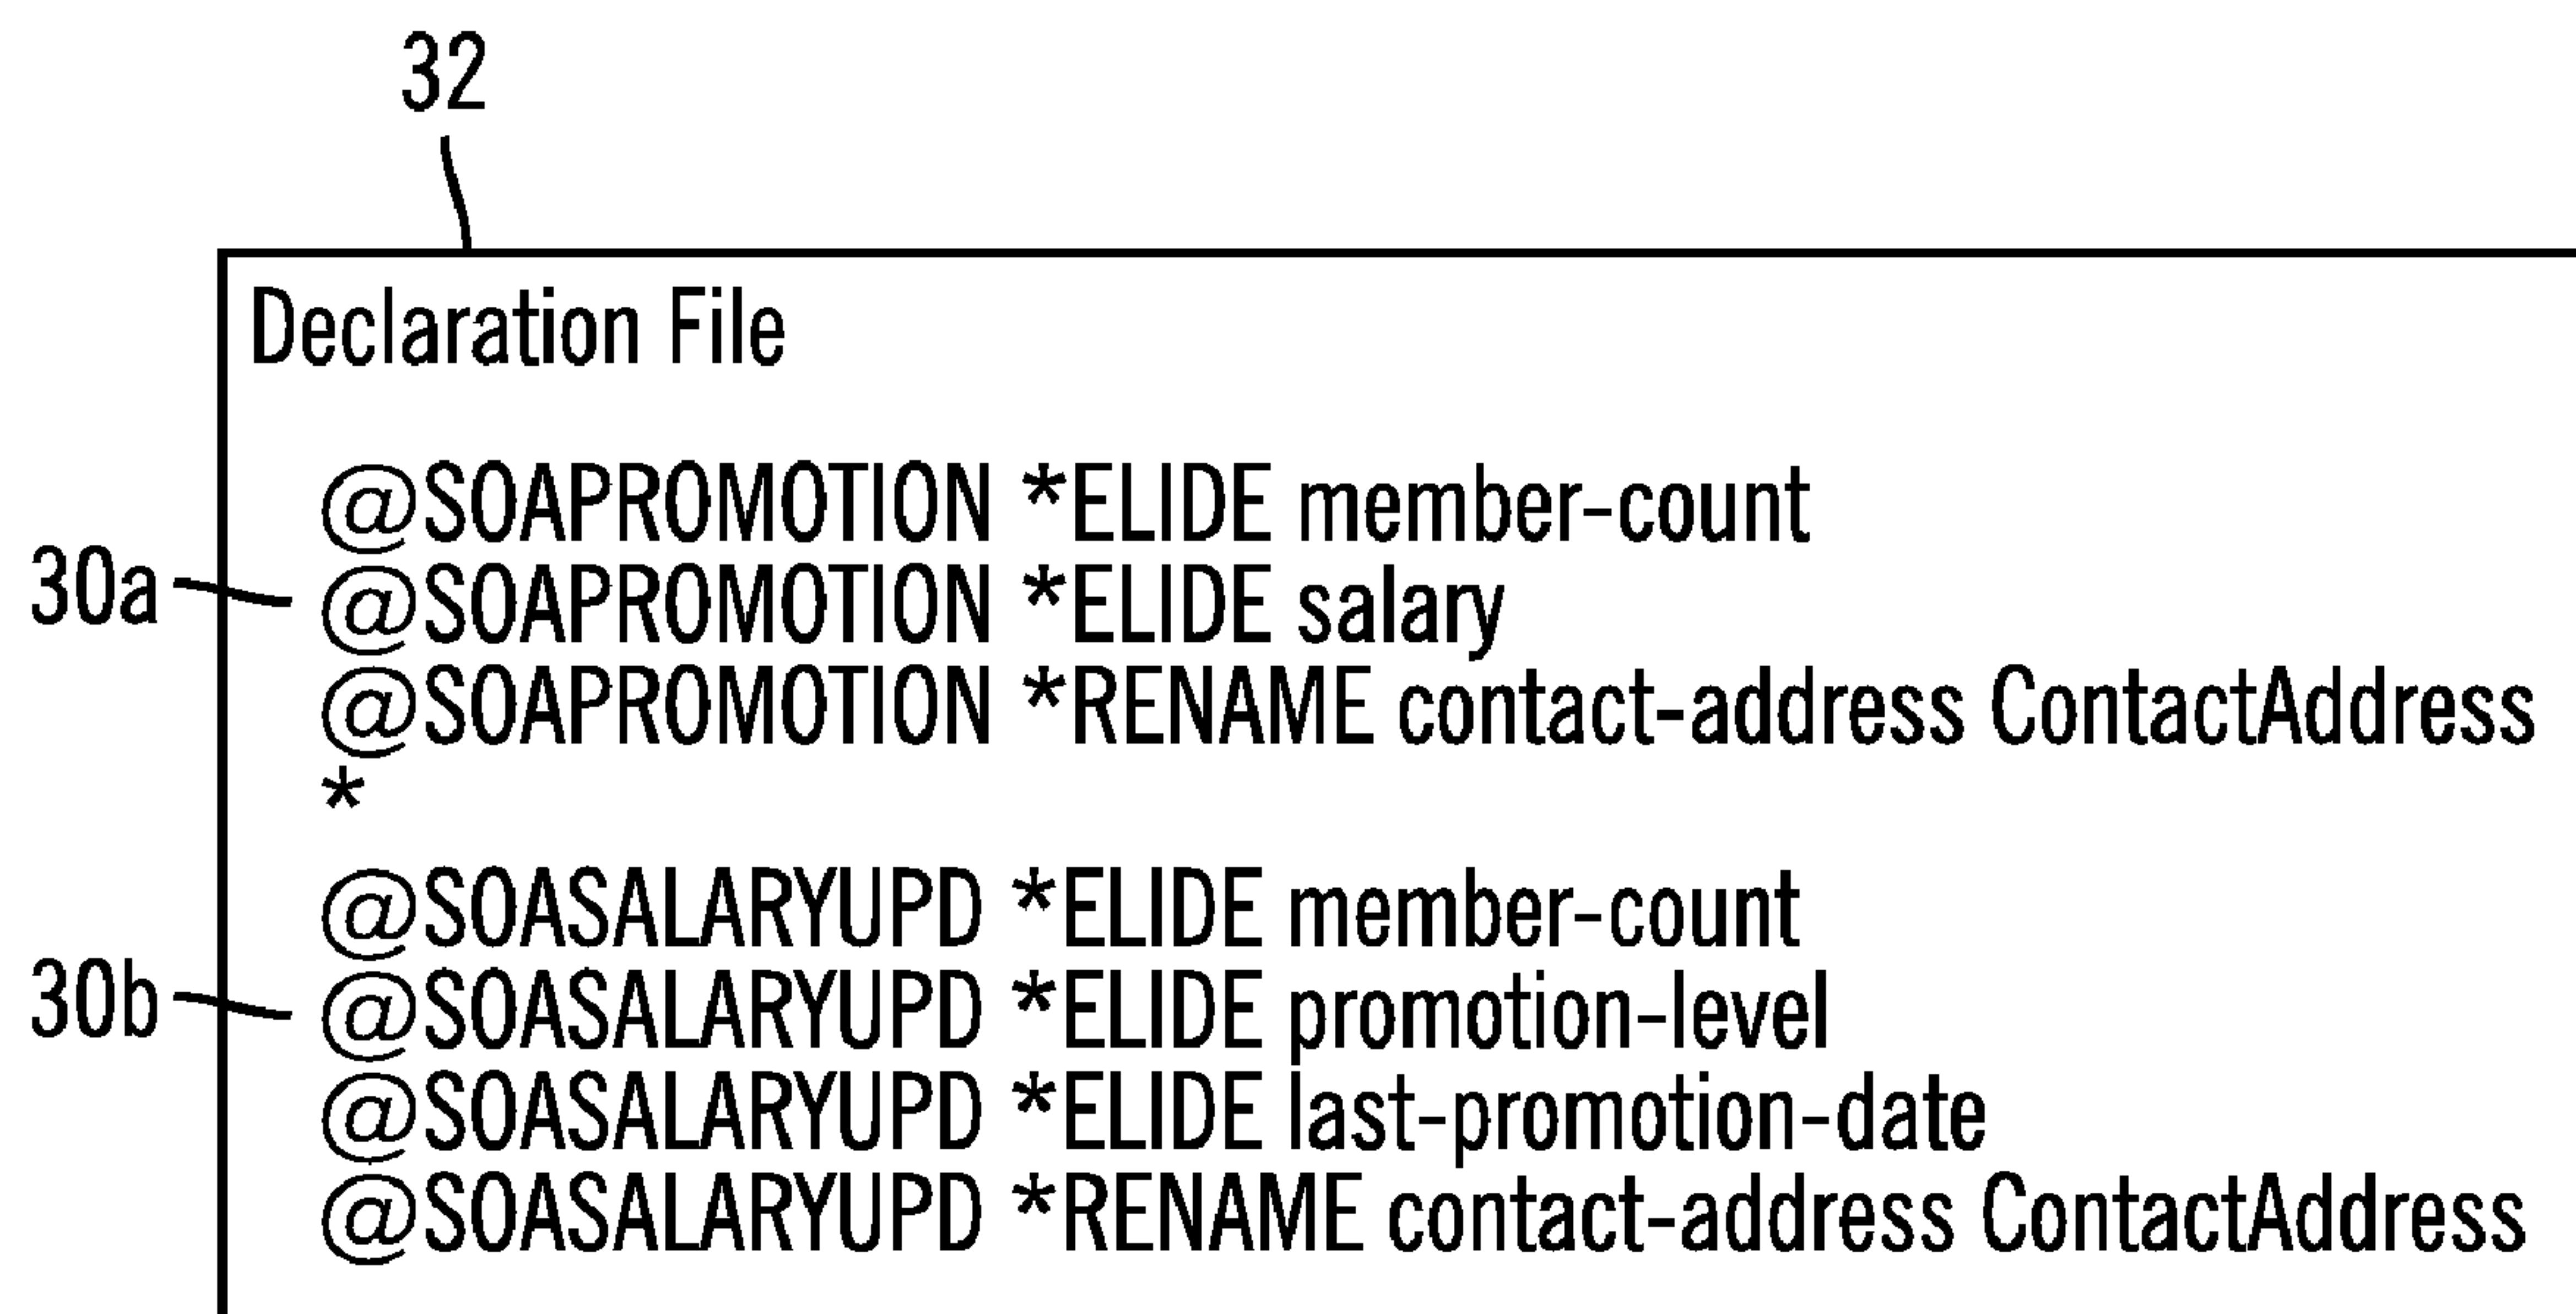 32
Declaration File
@SOAPROMOTION *ELIDE member-count
30a
@SOAPROMOTION *ELIDE salary
@SOAPROMOTION *RENAME contact-address ContactAddress
*
@SOASALARYUPD *ELIDE member-count
30b
@SOASALARYUPD *ELIDE promotion-level
@SOASALARYUPD *ELIDE last-promotion-date
@SOASALARYUPD *RENAME contact-address ContactAddress